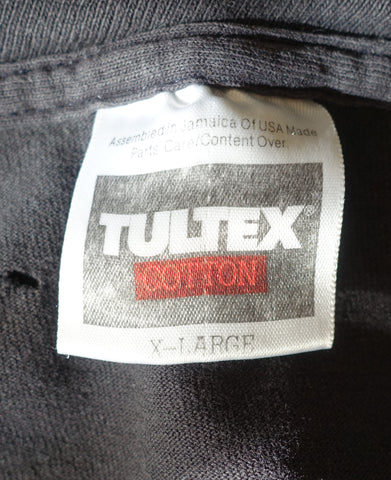 Assembled In Jamaica Of USA Made
Parts. Care/Content Over.
TULTEX®
COTTON
X-LARGE